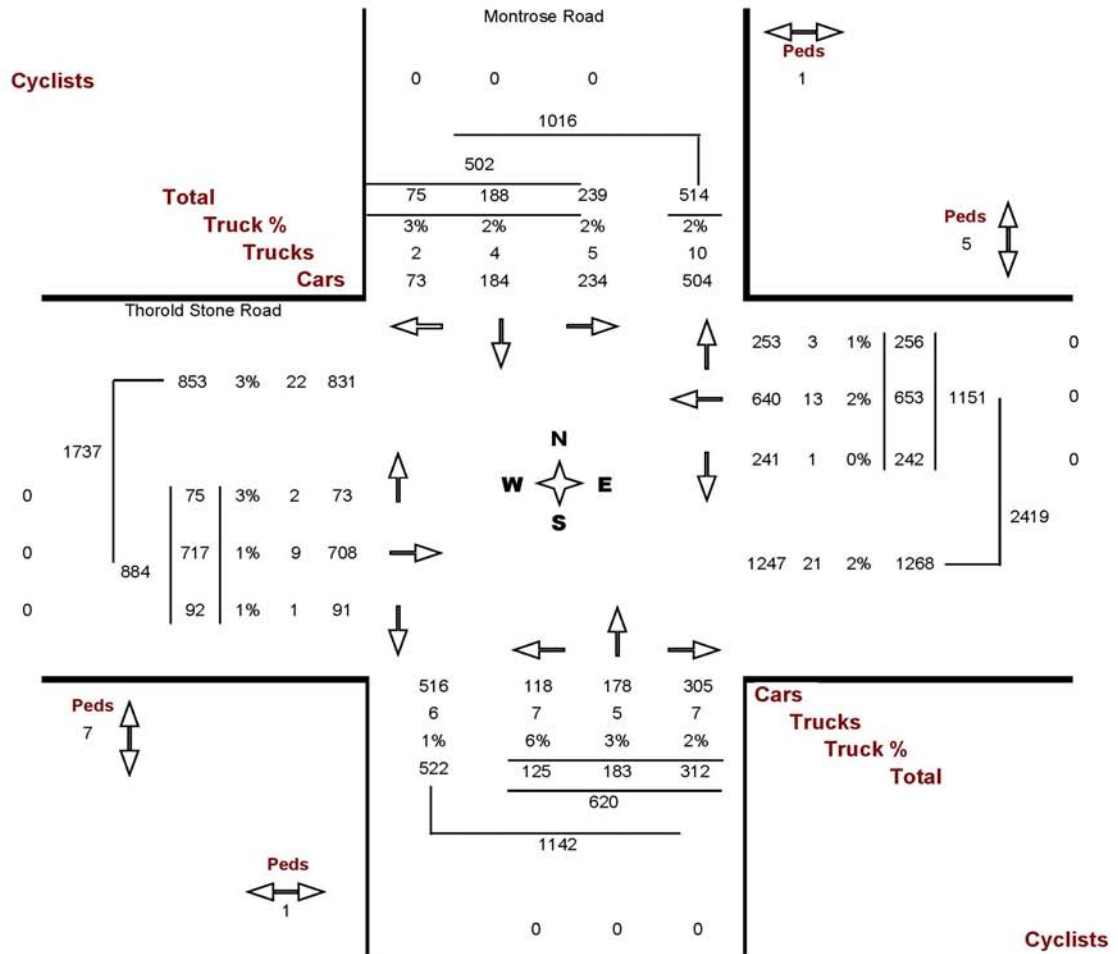 Montrose Road
Peds
1
Cyclists
0 0 0
1016
502
Total 75 188 239 514
Truck % 3% 2% 2% 2%
Trucks 2 4 5 10
Cars 73 184 234 504
Peds
5
Thorold Stone Road
253 3 1% 256 0
853 3% 22 831
640 13 2% 653 1151 0
1737
N
241 1 0% 242 0
W E
0 75 3% 2 73
S
2419
0 717 1% 9 708
884
1247 21 2% 1268
0 92 1% 1 91
516 118 178 305
6 7 5 7
1% 6% 3% 2%
522 125 183 312
620
1142
Cars
Trucks
Truck %
Total
Peds
7
Peds
1
0 0 0
Cyclists